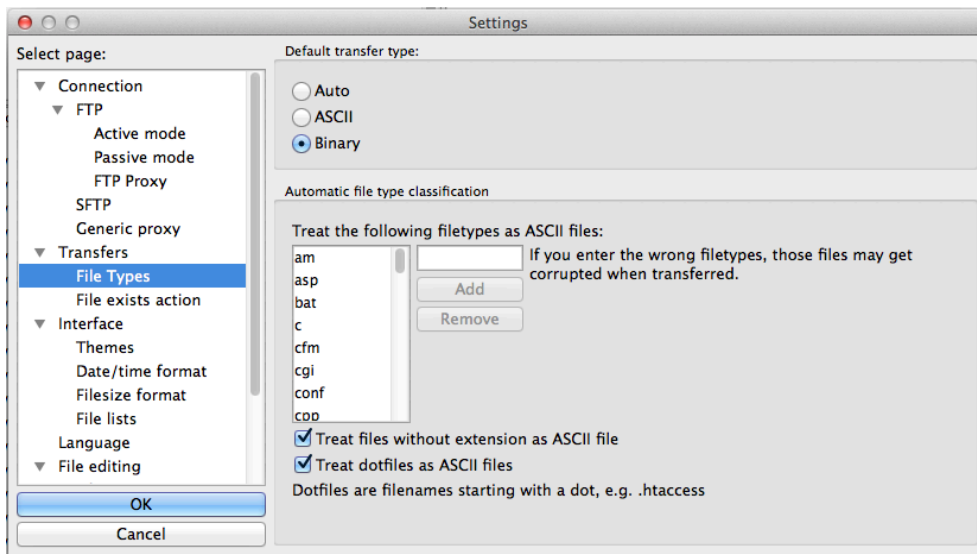 Settings
Select page:
Connection
FTP
Active mode
Passive mode
FTP Proxy
SFTP
Generic proxy
Transfers
File Types
File exists action
Interface
Themes
Date/time format
Filesize format
File lists
Language
File editing
OK
Cancel
Default transfer type:
Auto
ASCII
Binary
Automatic file type classification
Treat the following filetypes as ASCII files:
am
asp
bat
c
cfm
cgi
conf
cpp
Add
Remove
If you enter the wrong filetypes, those files may get
corrupted when transferred.
Treat files without extension as ASCII file
Treat dotfiles as ASCII files
Dotfiles are filenames starting with a dot, e.g. .htaccess